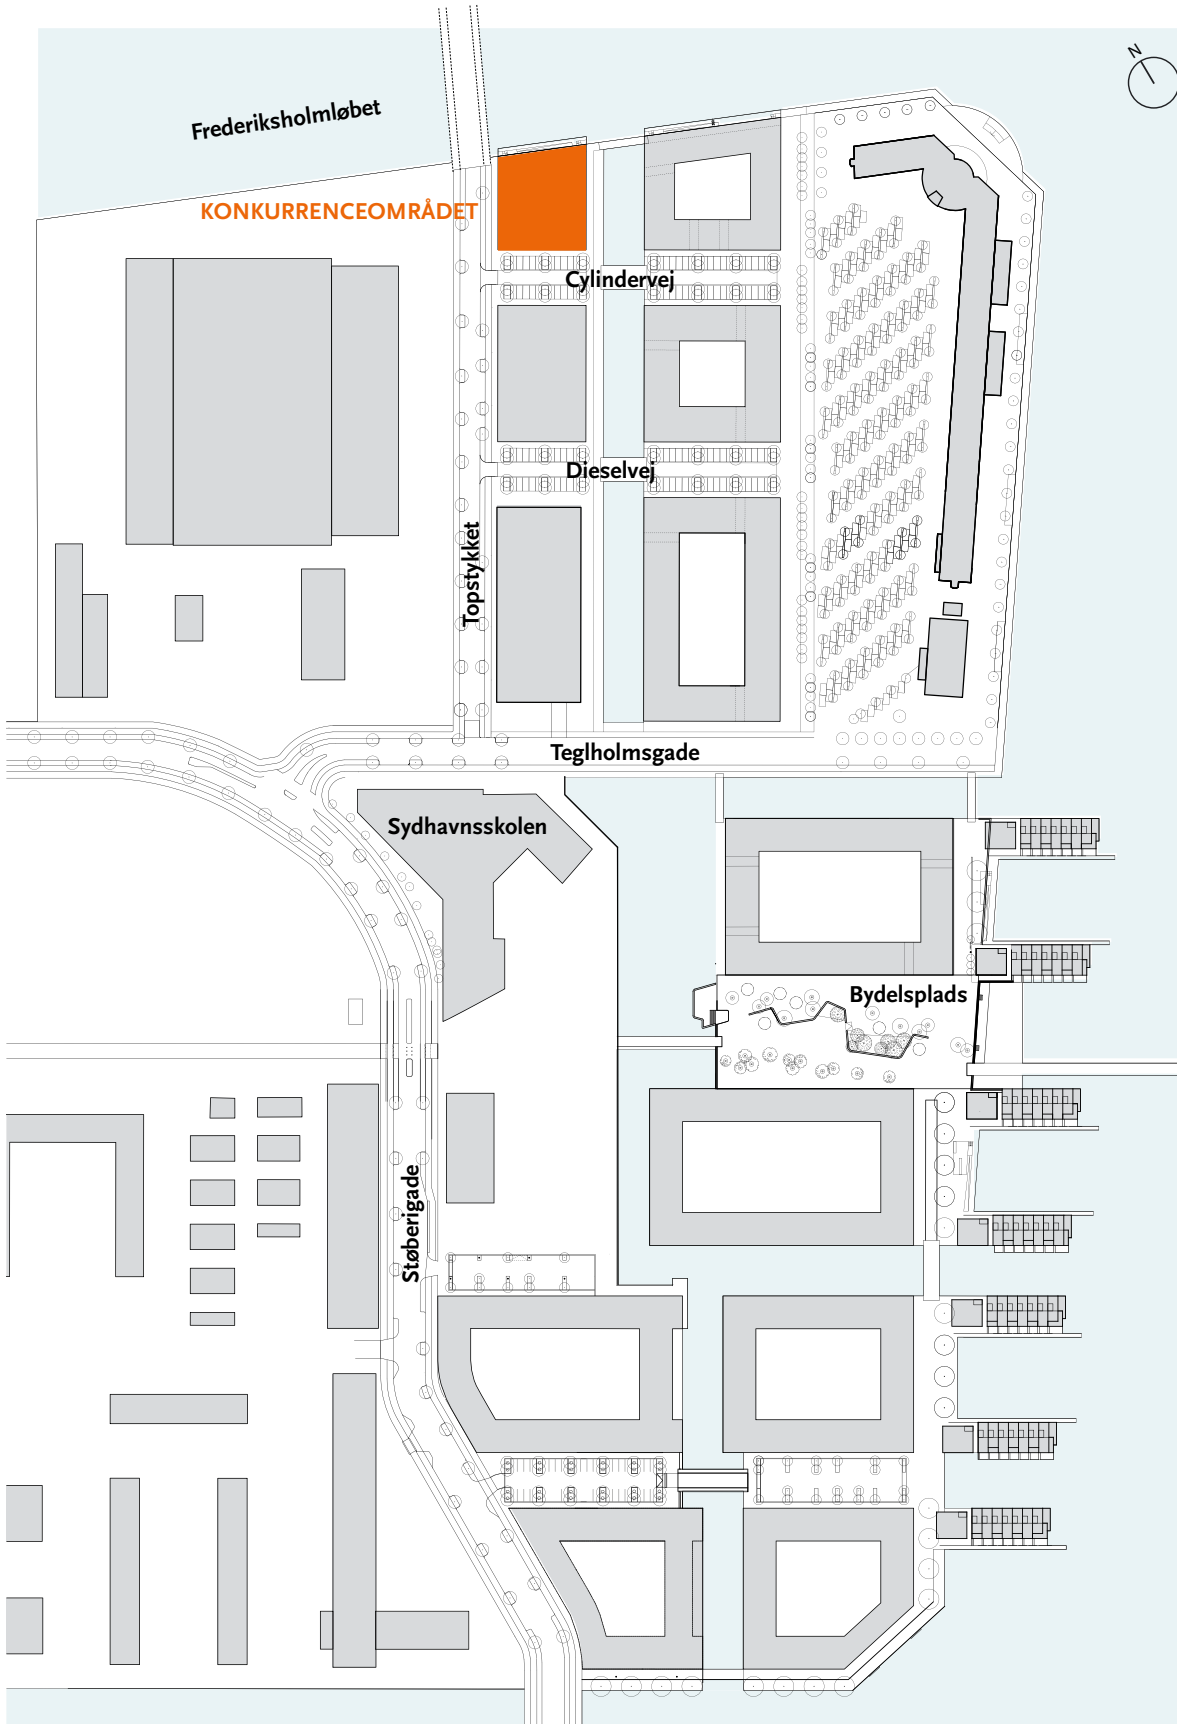 N
Frederiksholmløbet
KONKURRENCEOMRÅDET
Cylindervej
Dieselvej
Topstykket
Teglholmsgade
Sydhavnsskolen
Bydelsplads
Støberigade